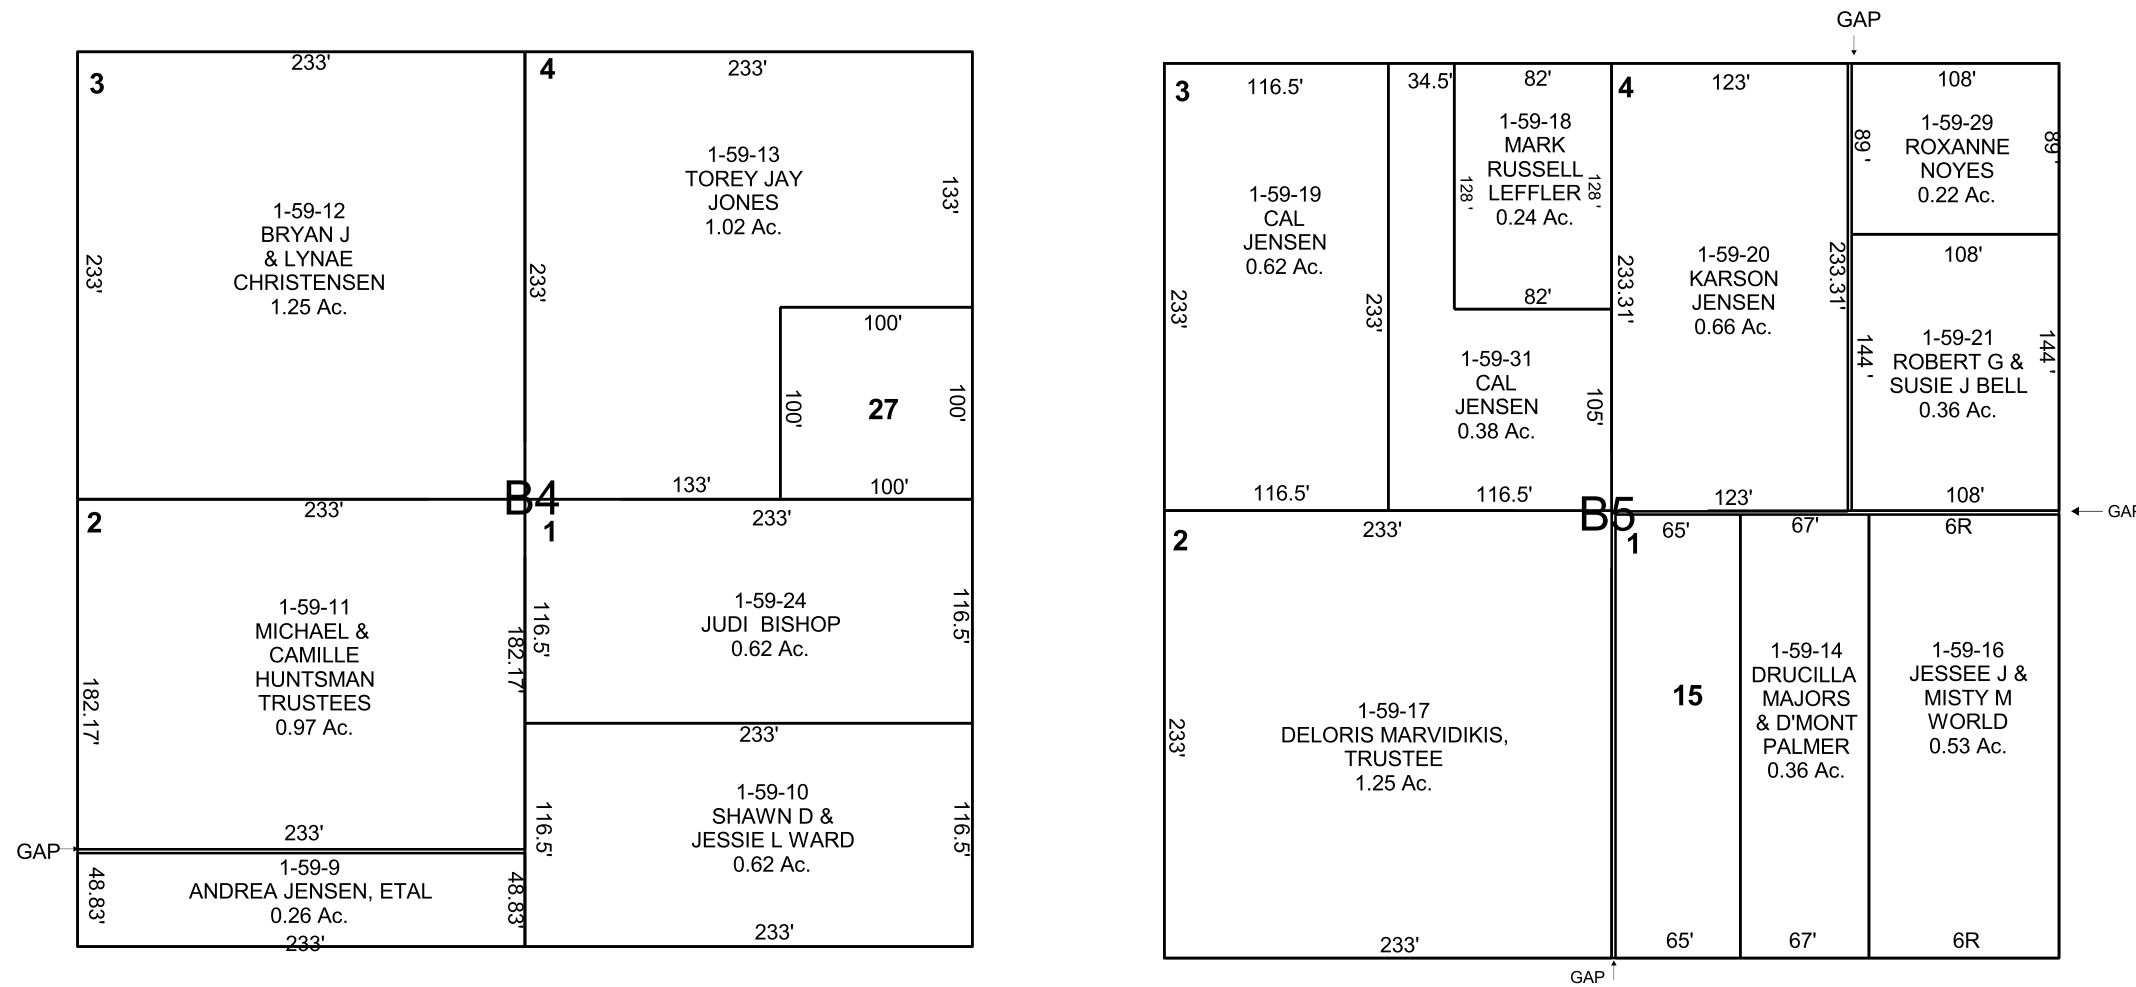 233'
3
1-59-12
BRYAN J
& LYNAE
CHRISTENSEN
1.25 Ac.
233'
4
233'
1-59-13
TOREY JAY
JONES
1.02 Ac.
133'
233'
100'
100'
27
100'
133'
100'
B4
2
233'
1-59-11
MICHAEL &
CAMILLE
HUNTSMAN
TRUSTEES
0.97 Ac.
182.17'
182.17'
233'
GAP
1-59-9
ANDREA JENSEN, ETAL
0.26 Ac.
48.83'
48.83'
233'
1
233'
116.5'
1-59-24
JUDI BISHOP
0.62 Ac.
116.5'
233'
1-59-10
SHAWN D &
JESSIE L WARD
0.62 Ac.
116.5'
116.5'
233'
GAP
3
116.5'
1-59-19
CAL
JENSEN
0.62 Ac.
233'
233'
116.5'
34.5'
82'
1-59-18
MARK
RUSSELL
LEFFLER
0.24 Ac.
128'
128'
82'
1-59-31
CAL
JENSEN
0.38 Ac.
105'
116.5'
4
123'
233.31'
1-59-20
KARSON
JENSEN
0.66 Ac.
233.31'
123'
108'
1-59-29
ROXANNE
NOYES
0.22 Ac.
89'
89'
108'
1-59-21
ROBERT G &
SUSIE J BELL
0.36 Ac.
144'
144'
108'
GAP
B5
2
233'
1-59-17
DELORIS MARVIDIKIS,
TRUSTEE
1.25 Ac.
233'
233'
1
65'
15
65'
67'
1-59-14
DRUCILLA
MAJORS
& D'MONT
PALMER
0.36 Ac.
67'
6R
1-59-16
JESSEE J &
MISTY M
WORLD
0.53 Ac.
6R
GAP